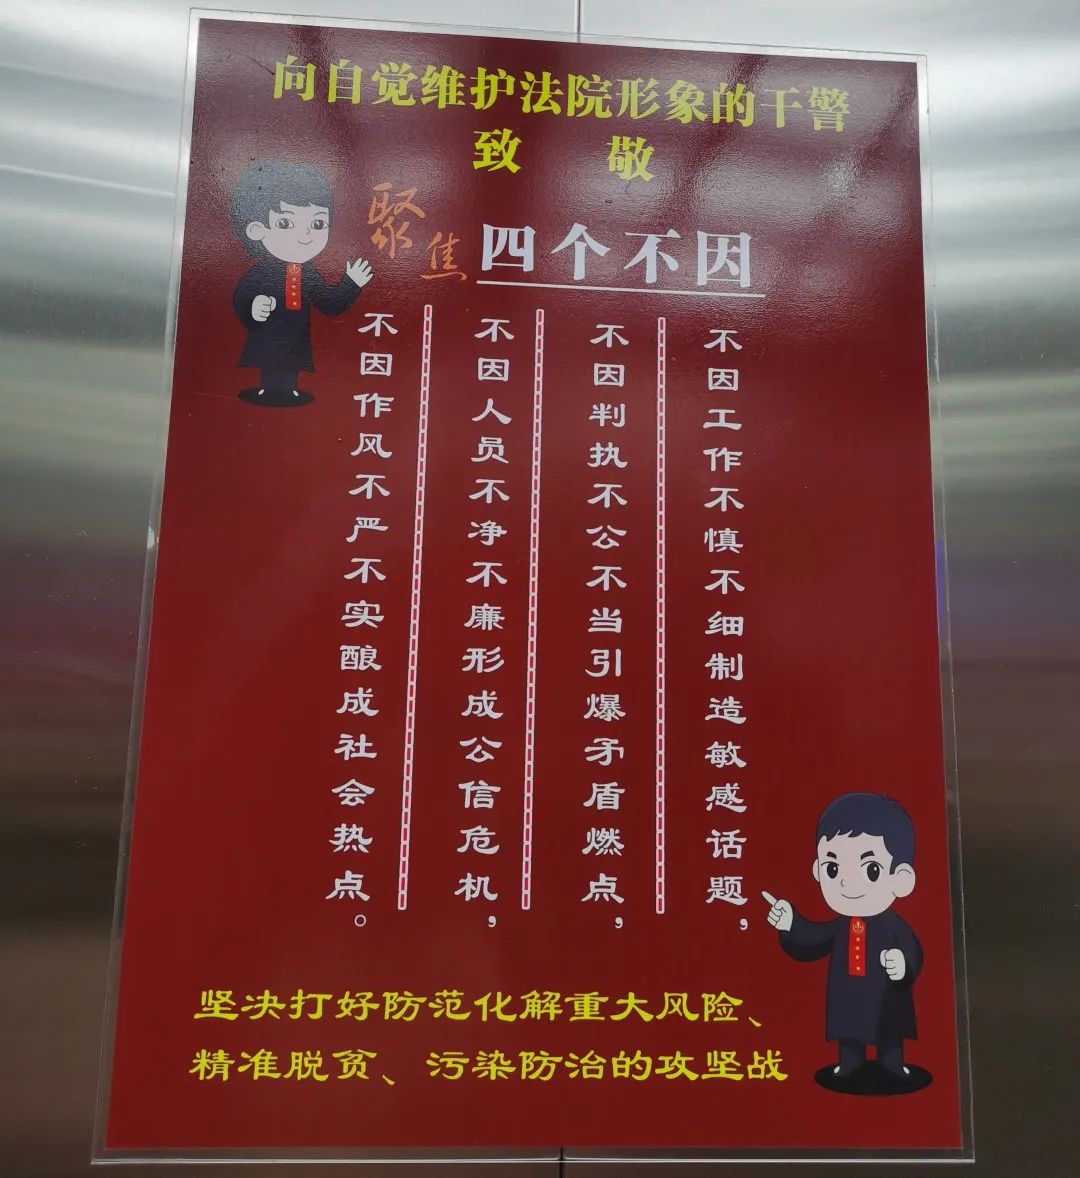 向自觉维护法院形象的干警
致 敬
聚焦 四个不因
不因工作不慎不细制造敏感话题，
不因判执不公不当引爆矛盾燃点，
不因人员不净不廉形成公信危机，
不因作风不严不实酿成社会热点。
坚决打好防范化解重大风险、
精准脱贫、污染防治的攻坚战